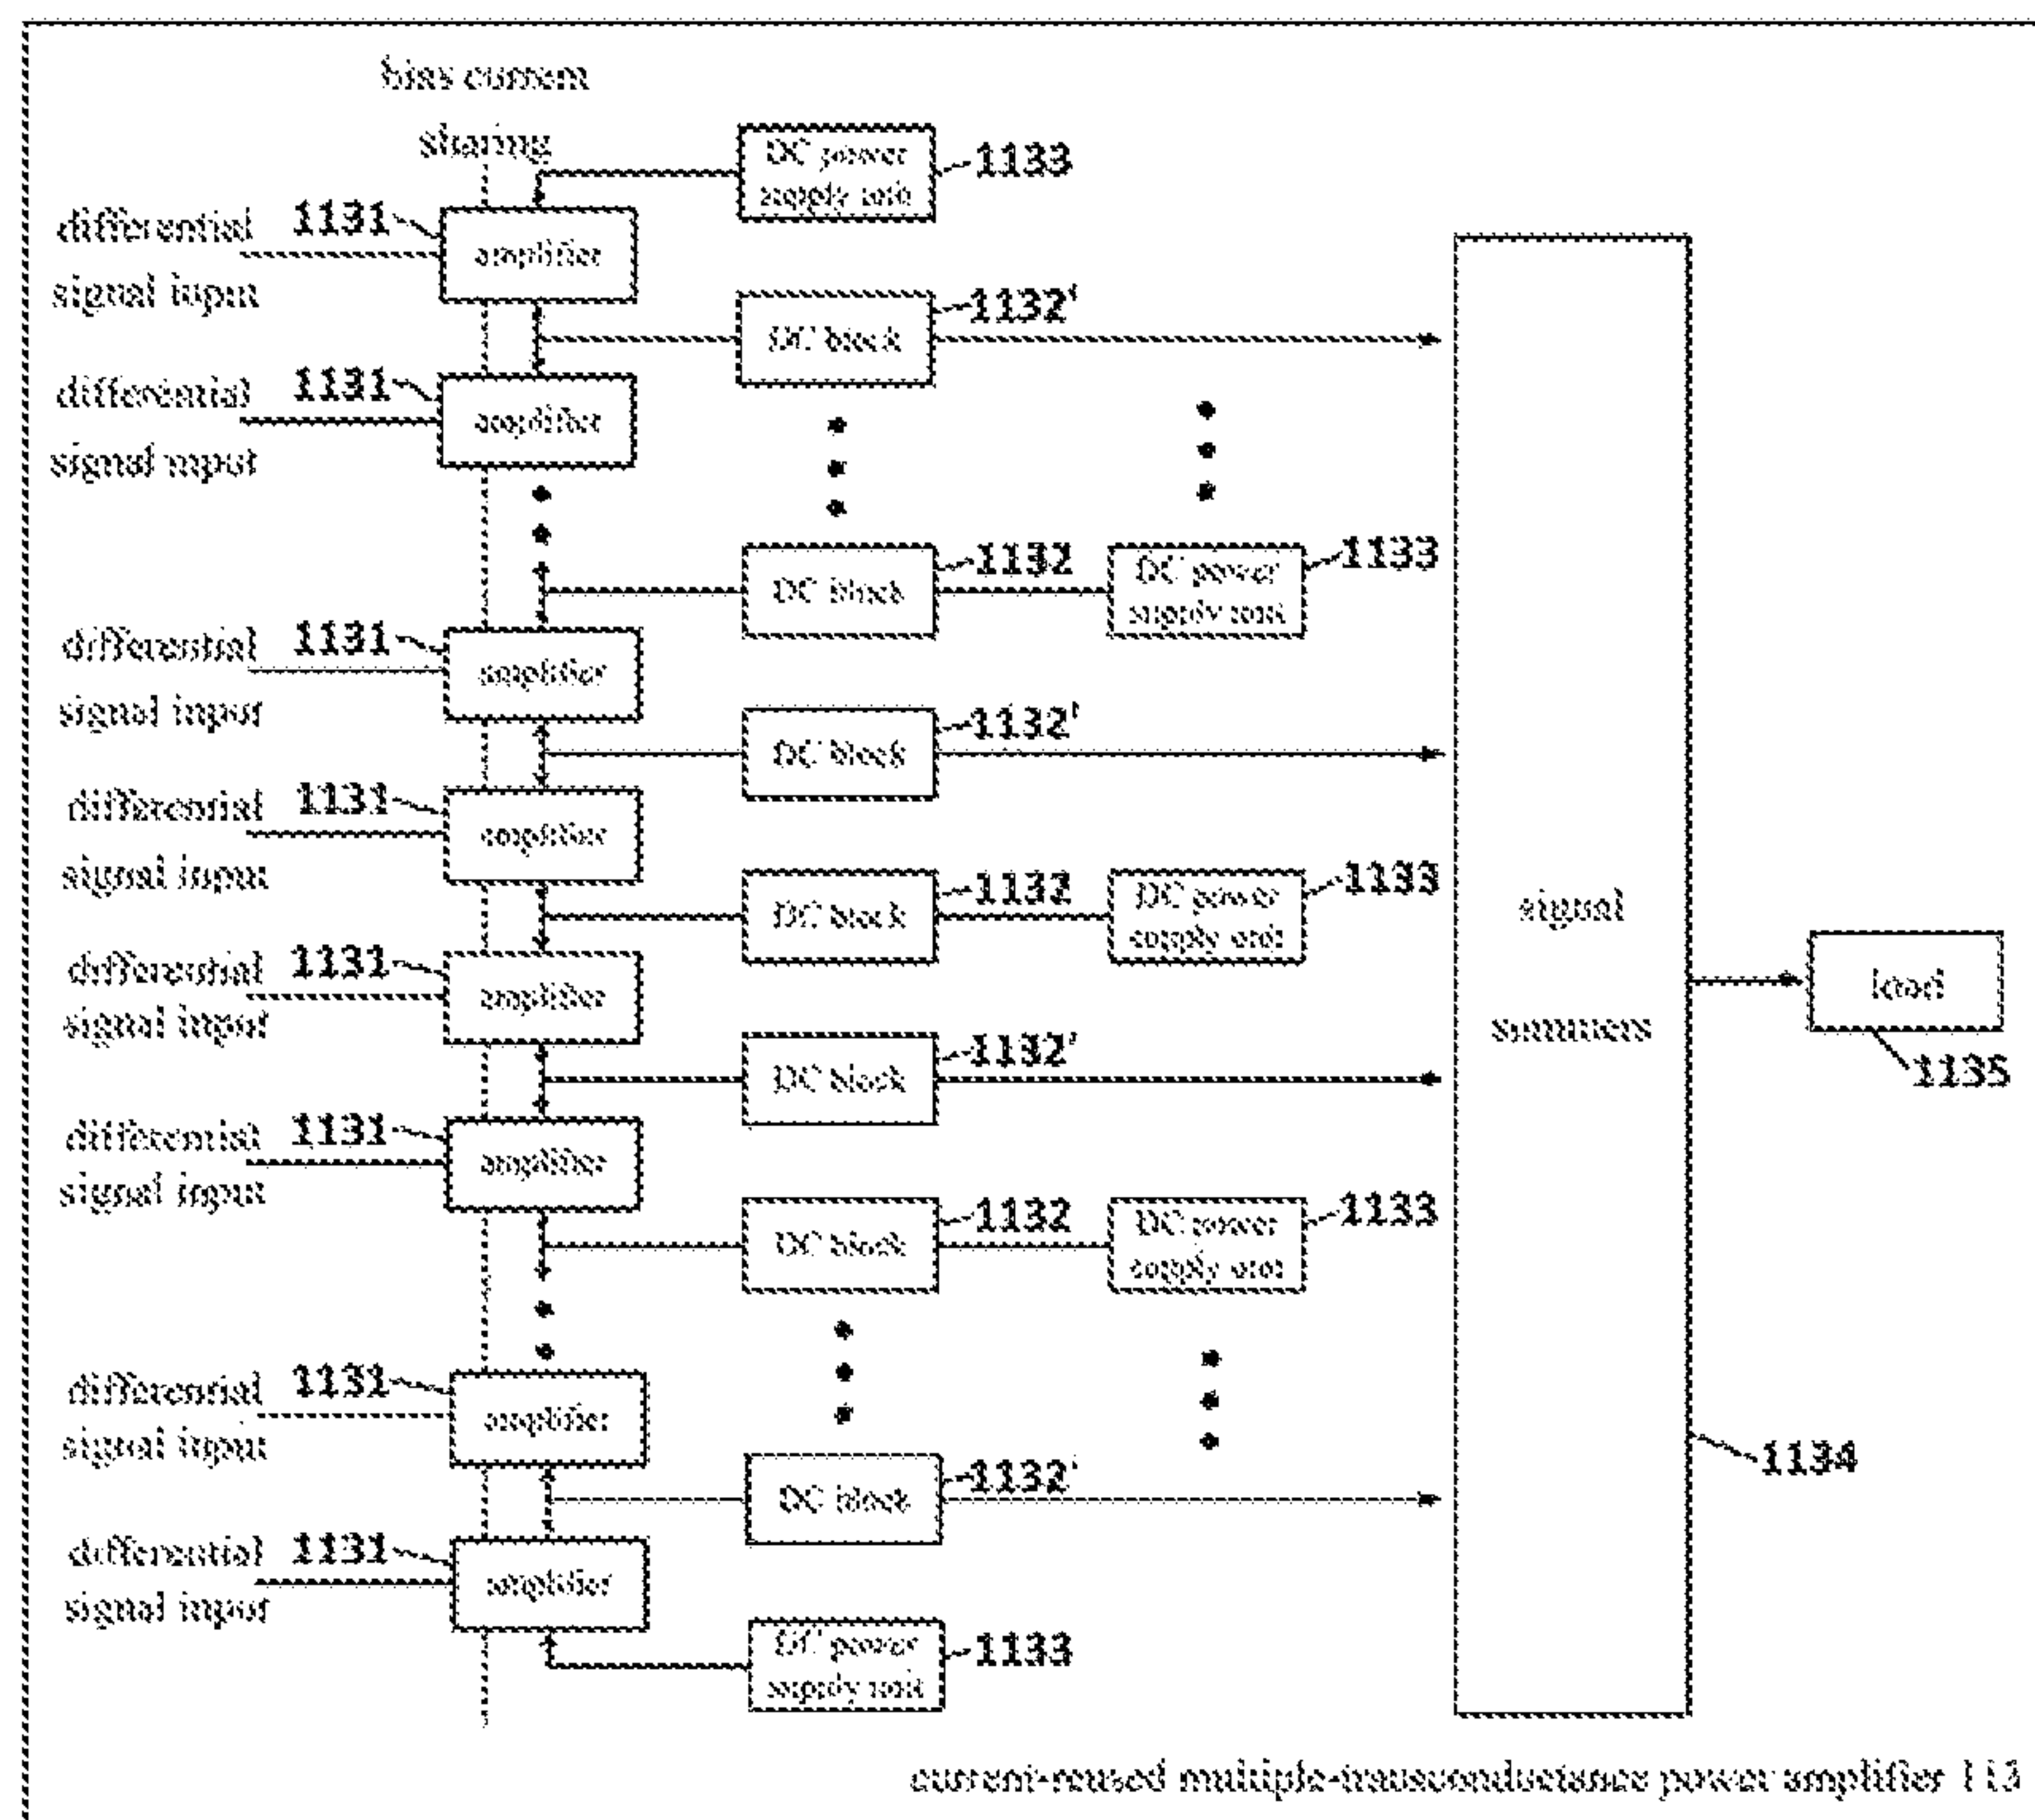 bias current
sharing
DC power
supply unit
1133
differential
signal input
1131
amplifier
1132'
DC block
differential
signal input
1131
amplifier
1132
DC block
1133
DC power
supply unit
differential
signal input
1131
amplifier
1132'
DC block
differential
signal input
1131
amplifier
1132
DC block
1133
DC power
supply unit
signal
summers
load
1135
differential
signal input
1131
amplifier
1132'
DC block
differential
signal input
1131
amplifier
1132
DC block
1133
DC power
supply unit
differential
signal input
1131
amplifier
1132'
DC block
1134
differential
signal input
1131
amplifier
DC power
supply unit
1133
current-reused multiple-transconductance power amplifier 113